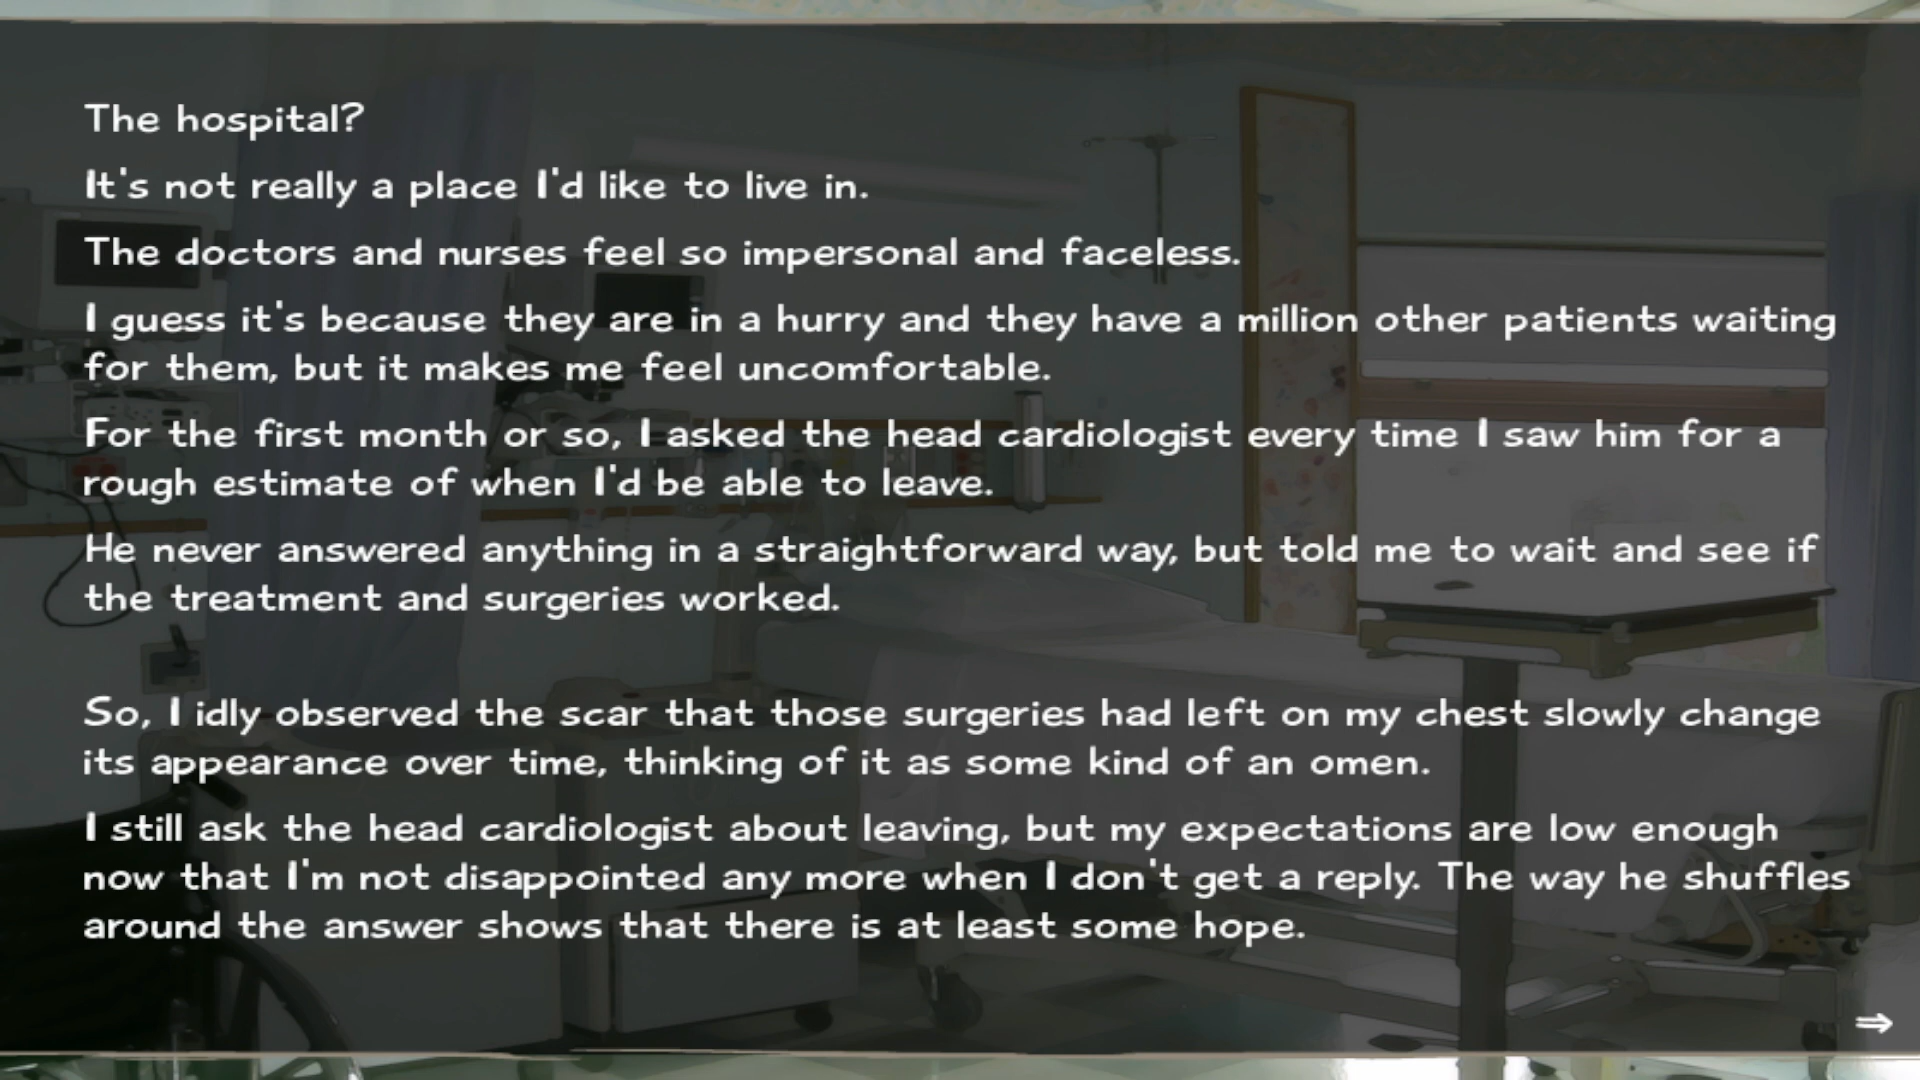 The hospital?
It's not really a place I'd like to live in.
The doctors and nurses feel so impersonal and faceless.
I guess it's because they are in a hurry and they have a million other patients waiting
for them, but it makes me feel uncomfortable.
For the first month or so, I asked the head cardiologist every time I saw him for a
rough estimate of when I'd be able to leave.
He never answered anything in a straightforward way, but told me to wait and see if
the treatment and surgeries worked.
So, I idly observed the scar that those surgeries had left on my chest slowly change
its appearance over time, thinking of it as some kind of an omen.
I still ask the head cardiologist about leaving, but my expectations are low enough
now that I'm not disappointed any more when I don't get a reply. The way he shuffles
around the answer shows that there is at least some hope.